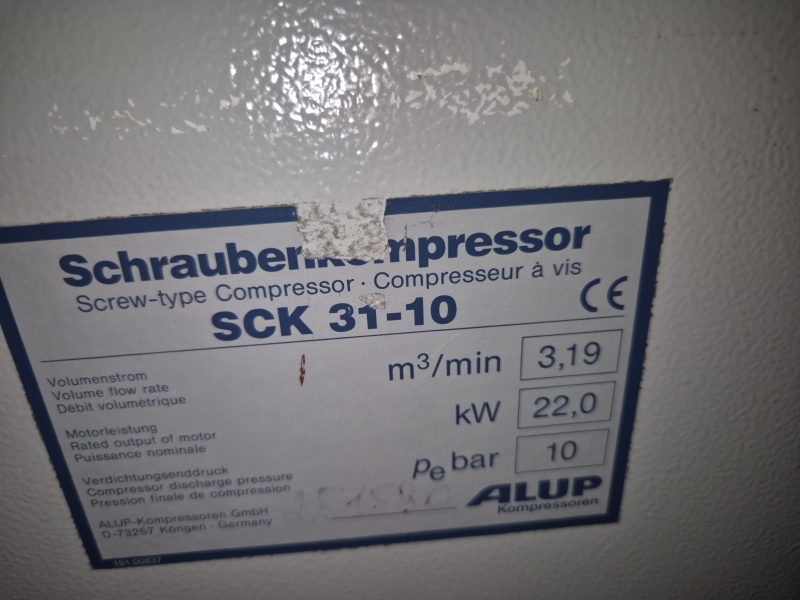 Schraubenkompressor
Screw-type Compressor · Compresseur à vis
CE
SCK 31-10
Volumenstrom
Volume flow rate
Débit volumétrique
m³/min 3,19
Motorleistung
Rated output of motor
Puissance nominale
kW 22,0
Verdichtungsenddruck
Compressor discharge pressure
Pression finale de compression
pe bar 10
ALUP-Kompressoren GmbH
D-73257 Köngen · Germany
ALUP
Kompressoren